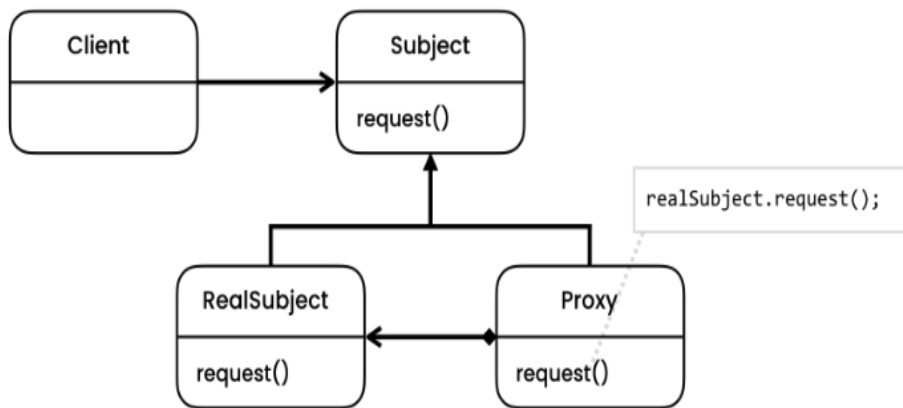 Client
Subject
request()
realSubject.request();
RealSubject
Proxy
request()
request()